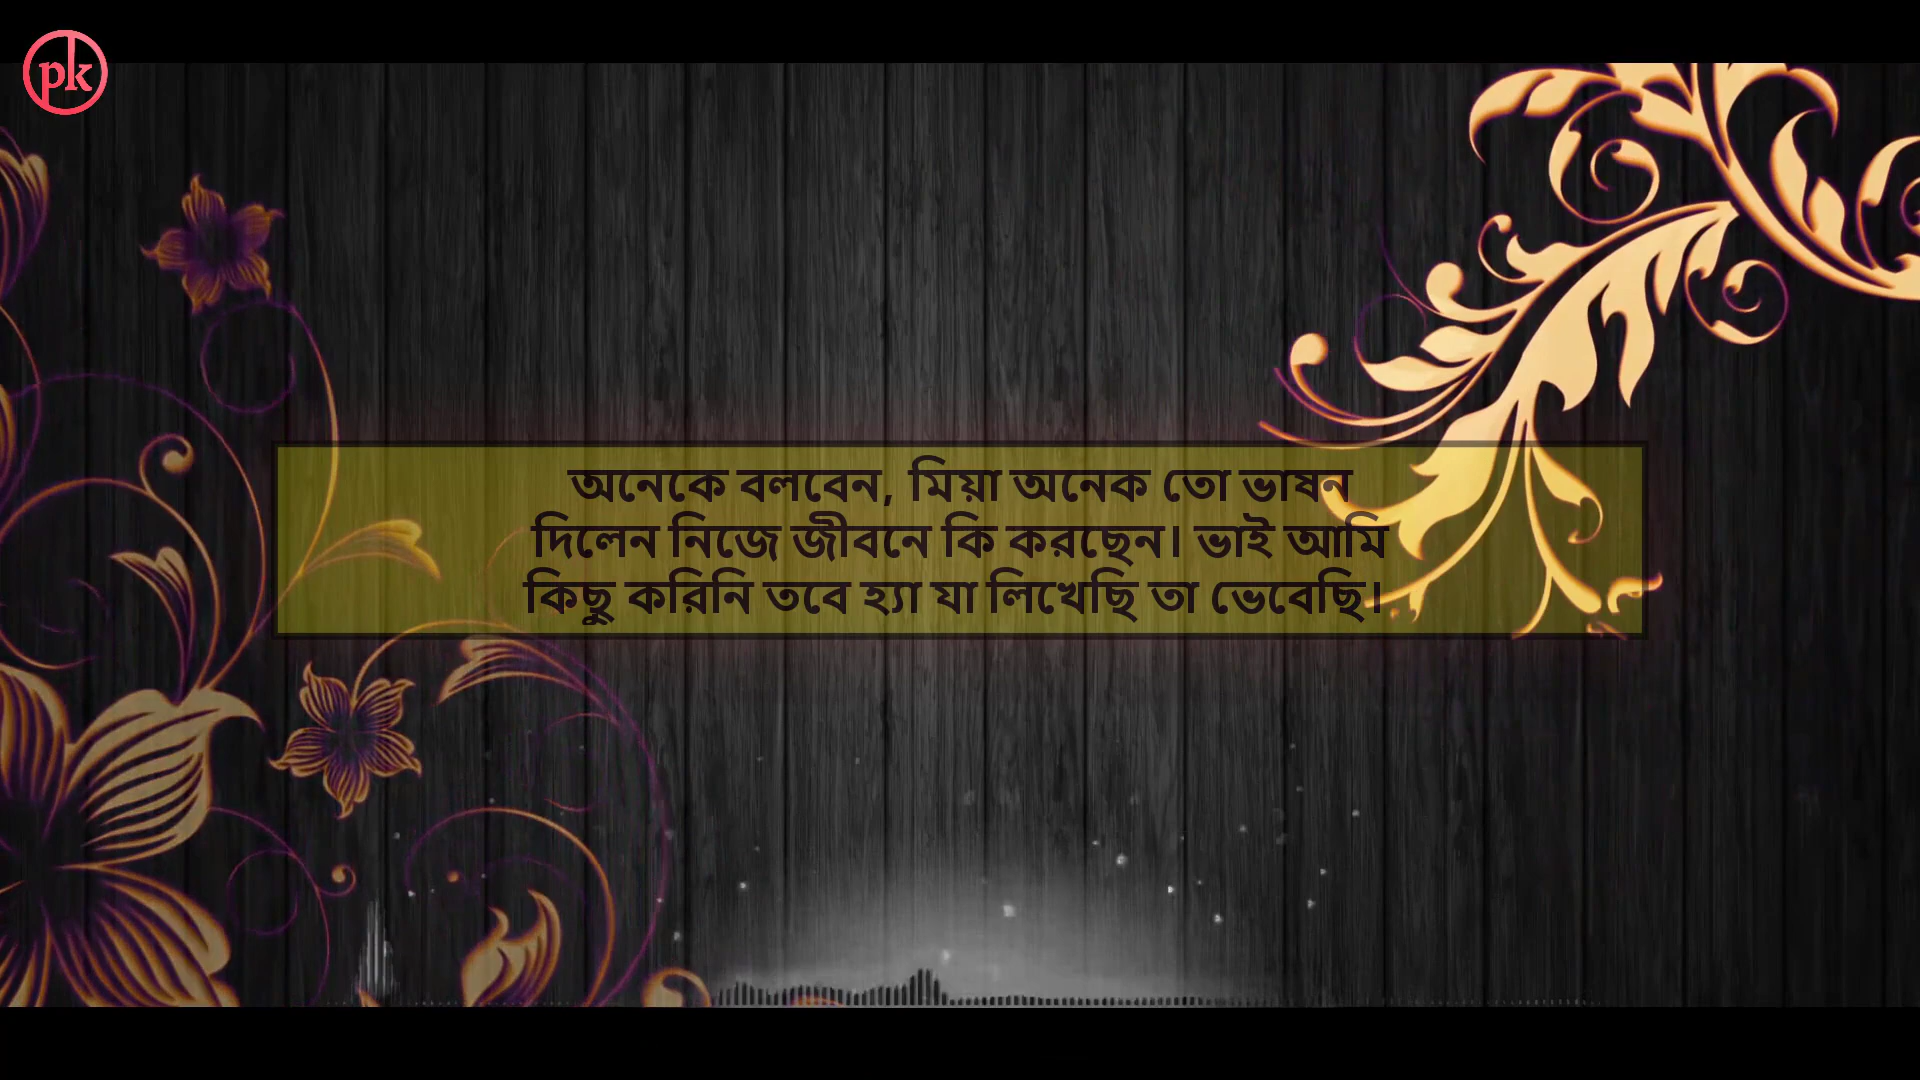 pk
অনেকে বলবেন, মিয়া অনেক তো ভাষন
দিলেন নিজে জীবনে কি করছেন। ভাই আমি
কিছু করিনি তবে হ্যা যা লিখেছি তা ভেবেছি।